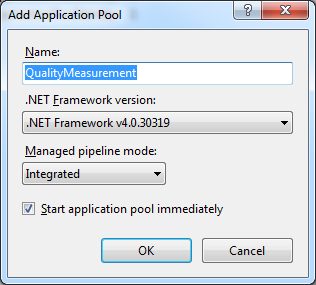 Add Application Pool
Name:
QualityMeasurement
.NET Framework version:
.NET Framework v4.0.30319
Managed pipeline mode:
Integrated
Start application pool immediately
OK
Cancel